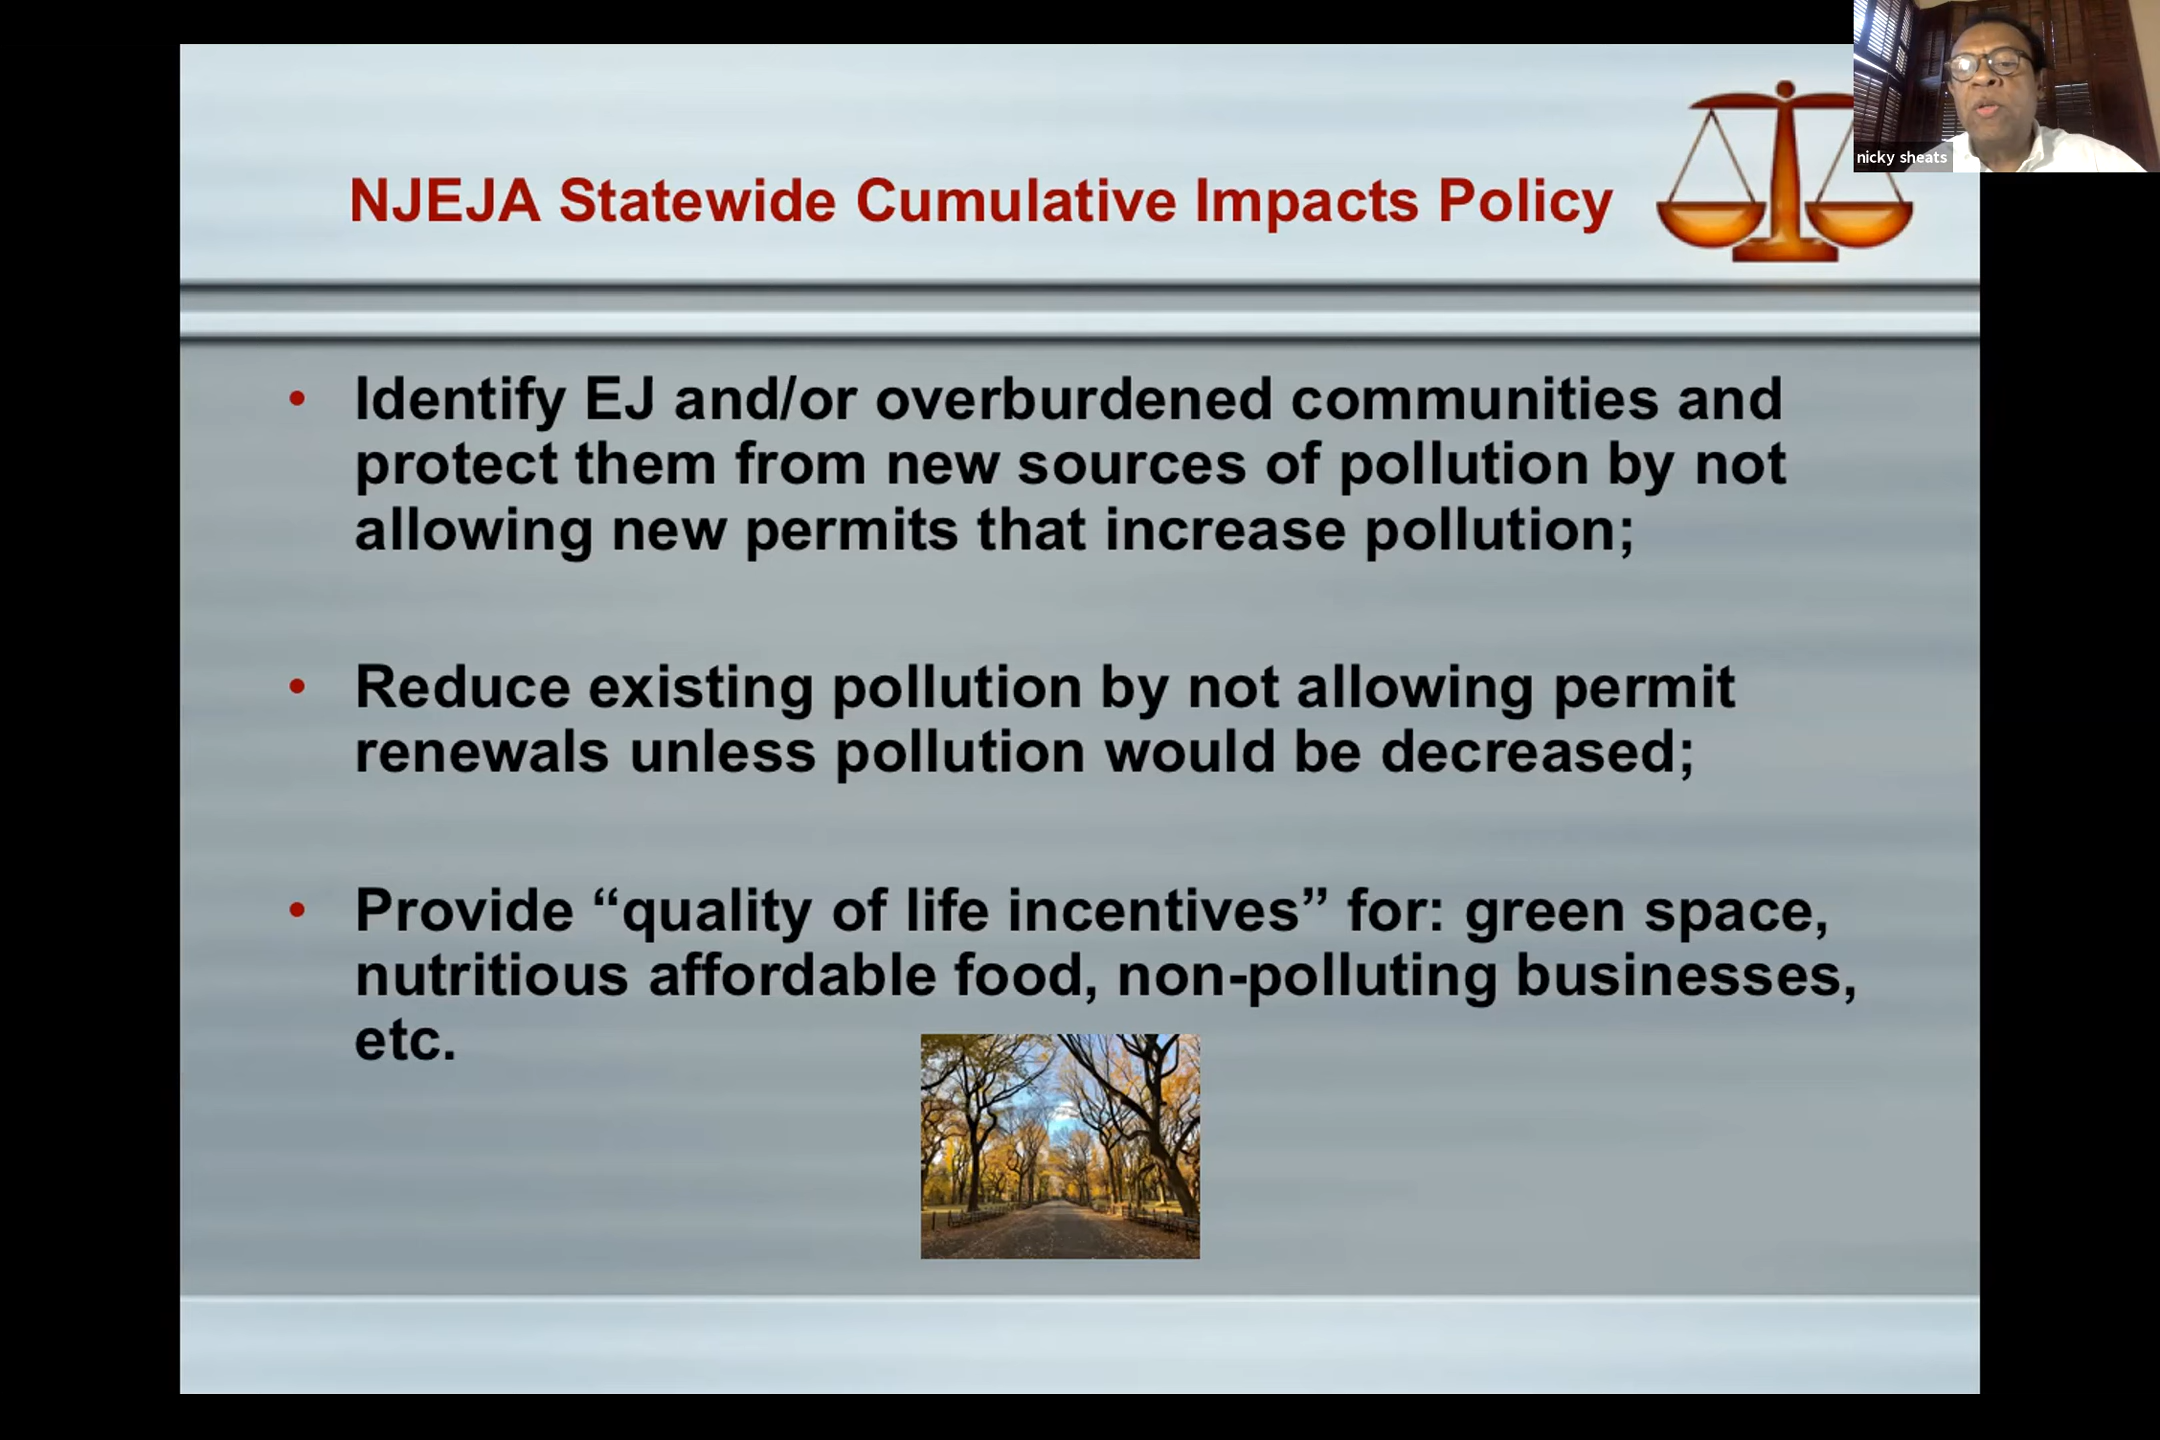 nicky sheats
NJEJA Statewide Cumulative Impacts Policy
• Identify EJ and/or overburdened communities and
protect them from new sources of pollution by not
allowing new permits that increase pollution;
• Reduce existing pollution by not allowing permit
renewals unless pollution would be decreased;
• Provide “quality of life incentives” for: green space,
nutritious affordable food, non-polluting businesses,
etc.